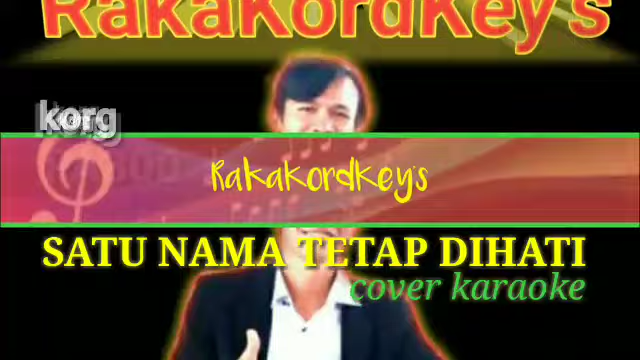 RakaKordKey's
korg
RakaKordKey's
SATU NAMA TETAP DIHATI
cover karaoke